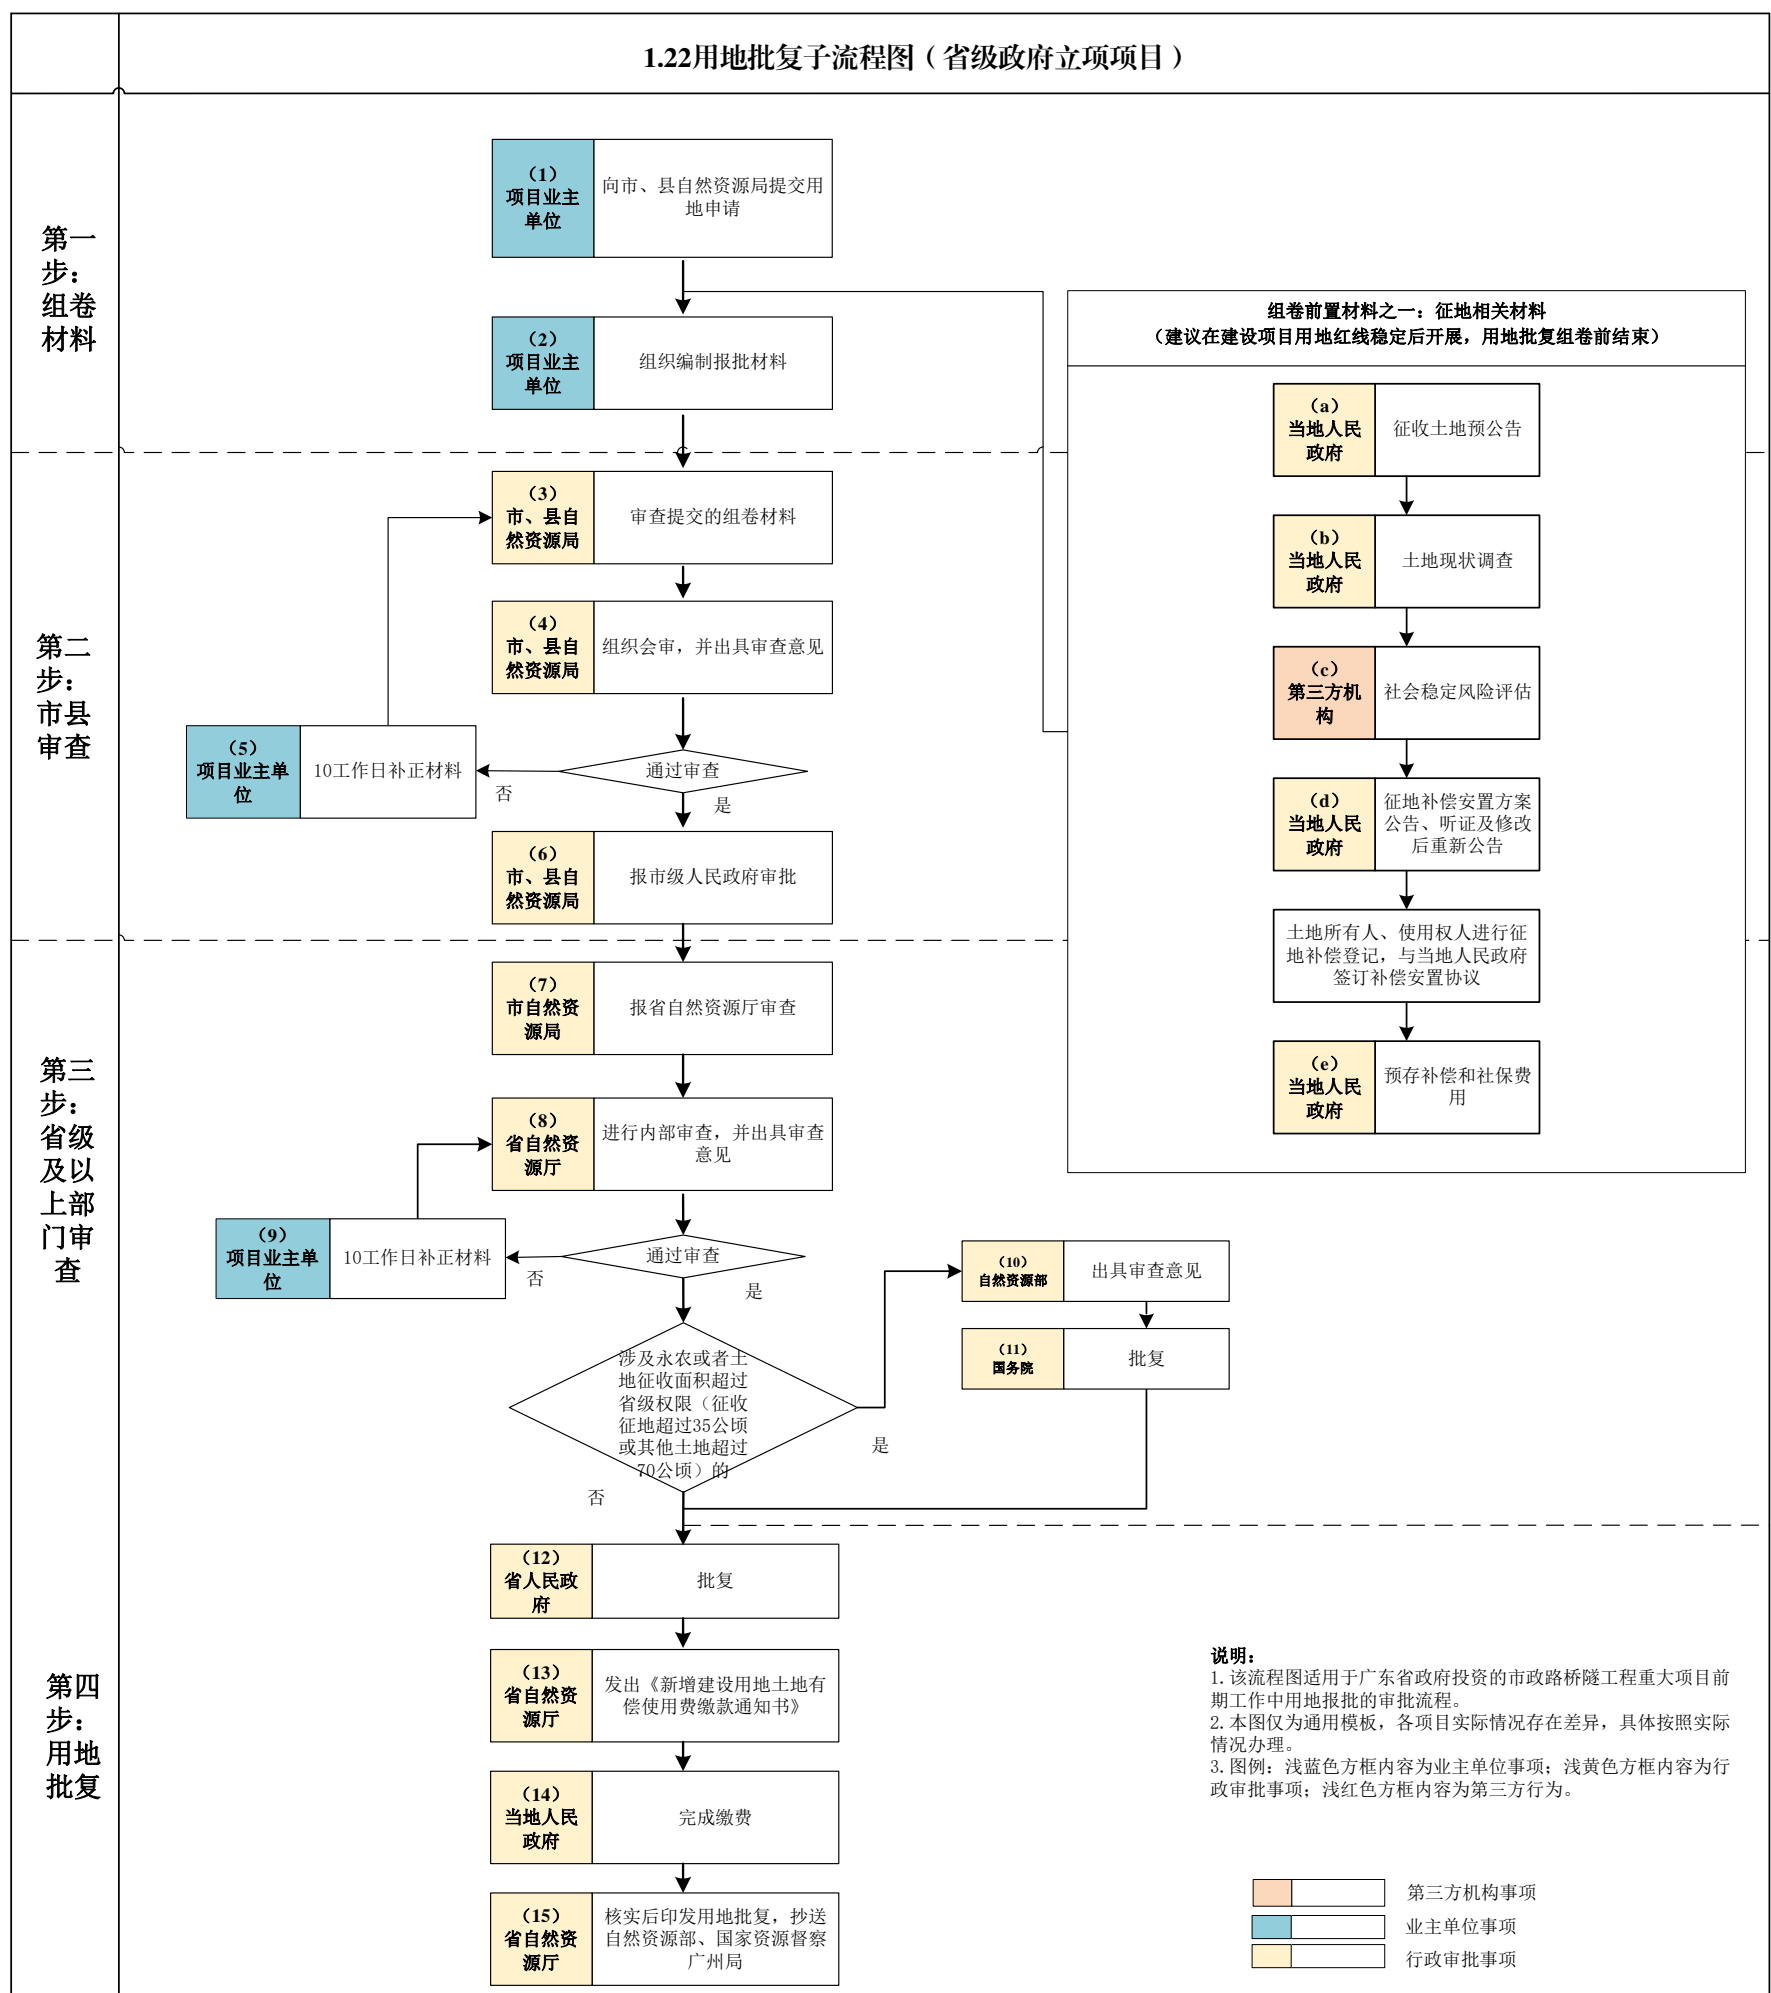 1.22用地批复子流程图（省级政府立项项目）
第一
步：
组卷
材料
（1）
项目业主
单位
向市、县自然资源局提交用
地申请
（2）
项目业主
单位
组织编制报批材料
组卷前置材料之一：征地相关材料
（建议在建设项目用地红线稳定后开展，用地批复组卷前结束）
（a）
当地人民
政府
征收土地预公告
（b）
当地人民
政府
土地现状调查
（c）
第三方机
构
社会稳定风险评估
（d）
当地人民
政府
征地补偿安置方案
公告、听证及修改
后重新公告
土地所有人、使用权人进行征
地补偿登记，与当地人民政府
签订补偿安置协议
（e）
当地人民
政府
预存补偿和社保费
用
第二
步：
市县
审查
（3）
市、县自
然资源局
审查提交的组卷材料
（4）
市、县自
然资源局
组织会审，并出具审查意见
（5）
项目业主单
位
10工作日补正材料
否
通过审查
是
（6）
市、县自
然资源局
报市级人民政府审批
第三
步：
省级
及以
上部
门审
查
（7）
市自然资
源局
报省自然资源厅审查
（8）
省自然资
源厅
进行内部审查，并出具审查
意见
（9）
项目业主单
位
10工作日补正材料
否
通过审查
是
涉及永农或者土
地征收面积超过
省级权限（征收
征地超过35公顷
或其他土地超过
70公顷）的
是
否
（10）
自然资源部
出具审查意见
（11）
国务院
批复
第四
步：
用地
批复
（12）
省人民政
府
批复
（13）
省自然资
源厅
发出《新增建设用地土地有
偿使用费缴款通知书》
（14）
当地人民
政府
完成缴费
（15）
省自然资
源厅
核实后印发用地批复，抄送
自然资源部、国家资源督察
广州局
说明：
1.该流程图适用于广东省政府投资的市政路桥隧工程重大项目前
期工作中用地报批的审批流程。
2.本图仅为通用模板，各项目实际情况存在差异，具体按照实际
情况办理。
3.图例：浅蓝色方框内容为业主单位事项；浅黄色方框内容为行
政审批事项；浅红色方框内容为第三方行为。
第三方机构事项
业主单位事项
行政审批事项